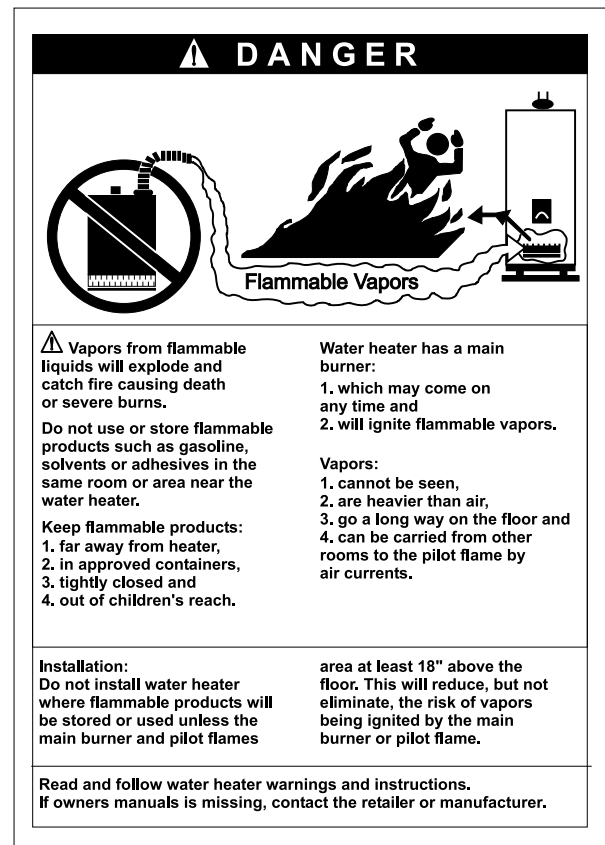 DANGER
Flammable Vapors
Vapors from flammable
liquids will explode and
catch fire causing death
or severe burns.
Do not use or store flammable
products such as gasoline,
solvents or adhesives in the
same room or area near the
water heater.
Keep flammable products:
1. far away from heater,
2. in approved containers,
3. tightly closed and
4. out of children's reach.
Water heater has a main
burner:
1. which may come on
any time and
2. will ignite flammable vapors.
Vapors:
1. cannot be seen,
2. are heavier than air,
3. go a long way on the floor and
4. can be carried from other
rooms to the pilot flame by
air currents.
Installation:
Do not install water heater
where flammable products will
be stored or used unless the
main burner and pilot flames
area at least 18" above the
floor. This will reduce, but not
eliminate, the risk of vapors
being ignited by the main
burner or pilot flame.
Read and follow water heater warnings and instructions.
If owners manuals is missing, contact the retailer or manufacturer.